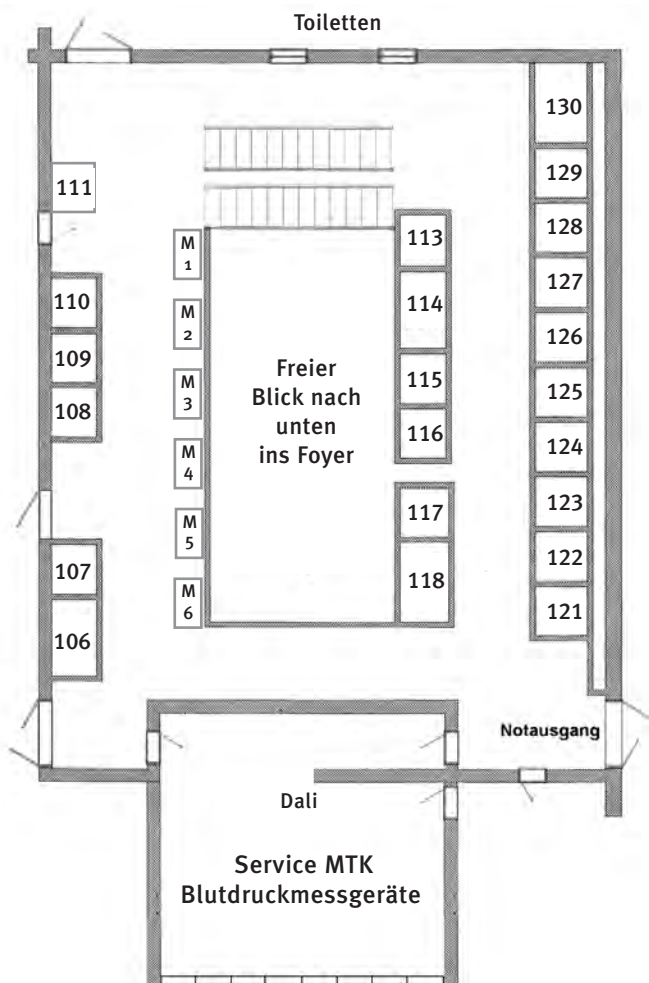 Toiletten
130
129
128
127
126
125
124
123
122
121
111
110
109
108
107
106
M
1
M
2
M
3
M
4
M
5
M
6
113
114
115
116
117
118
Freier
Blick nach
unten
ins Foyer
Notausgang
Dali
Service MTK
Blutdruckmessgeräte